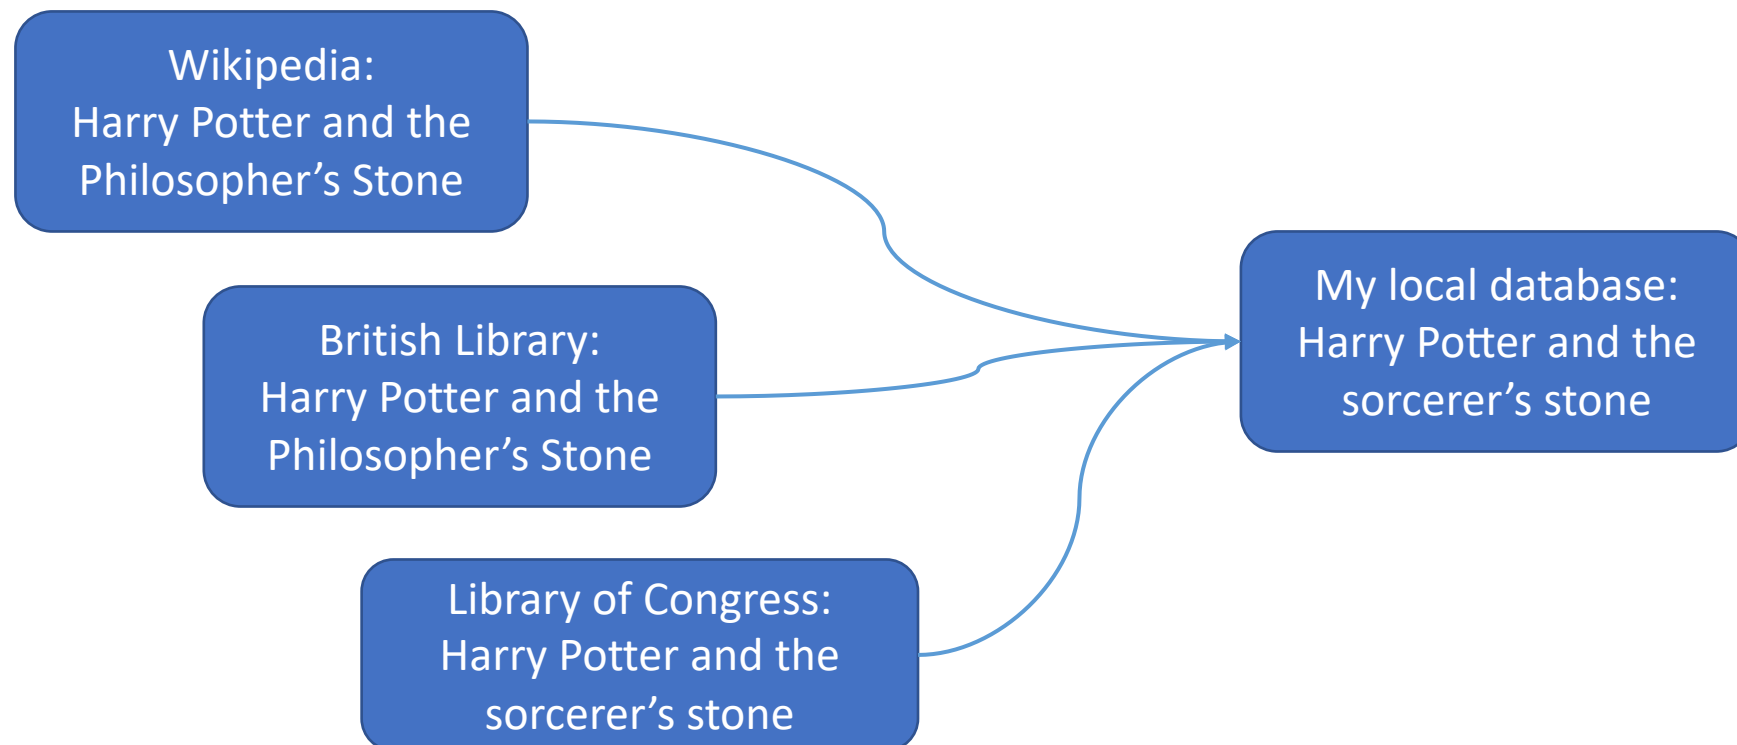 Wikipedia:
Harry Potter and the
Philosopher’s Stone
British Library:
Harry Potter and the
Philosopher’s Stone
Library of Congress:
Harry Potter and the
sorcerer’s stone
My local database:
Harry Potter and the
sorcerer’s stone